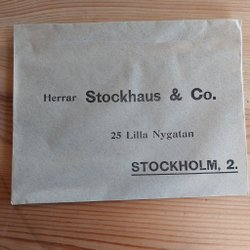 Herrar Stockhaus & Co.
25 Lilla Nygatan
STOCKHOLM, 2.